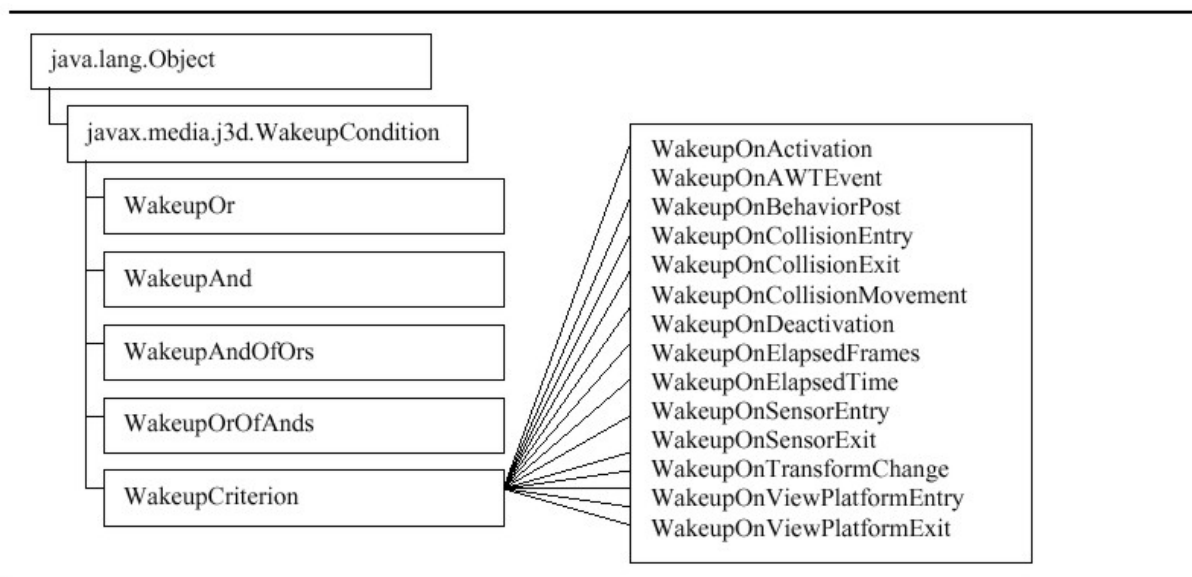 java.lang.Object
javax.media.j3d.WakeupCondition
WakeupOr
WakeupAnd
WakeupAndOfOrs
WakeupOrOfAnds
WakeupCriterion
WakeupOnActivation
WakeupOnAWTEvent
WakeupOnBehaviorPost
WakeupOnCollisionEntry
WakeupOnCollisionExit
WakeupOnCollisionMovement
WakeupOnDeactivation
WakeupOnElapsedFrames
WakeupOnElapsedTime
WakeupOnSensorEntry
WakeupOnSensorExit
WakeupOnTransformChange
WakeupOnViewPlatformEntry
WakeupOnViewPlatformExit